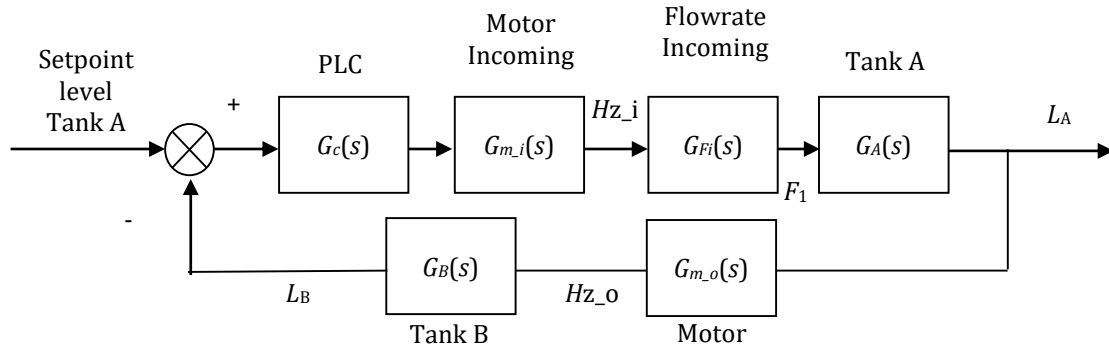 Setpoint
level
Tank A
+
-
PLC
Gc(s)
Motor
Incoming
Gm_i(s)
Hz_i
Flowrate
Incoming
GFi(s)
F1
Tank A
GA(s)
LA
LB
GB(s)
Tank B
Hz_o
Gm_o(s)
Motor